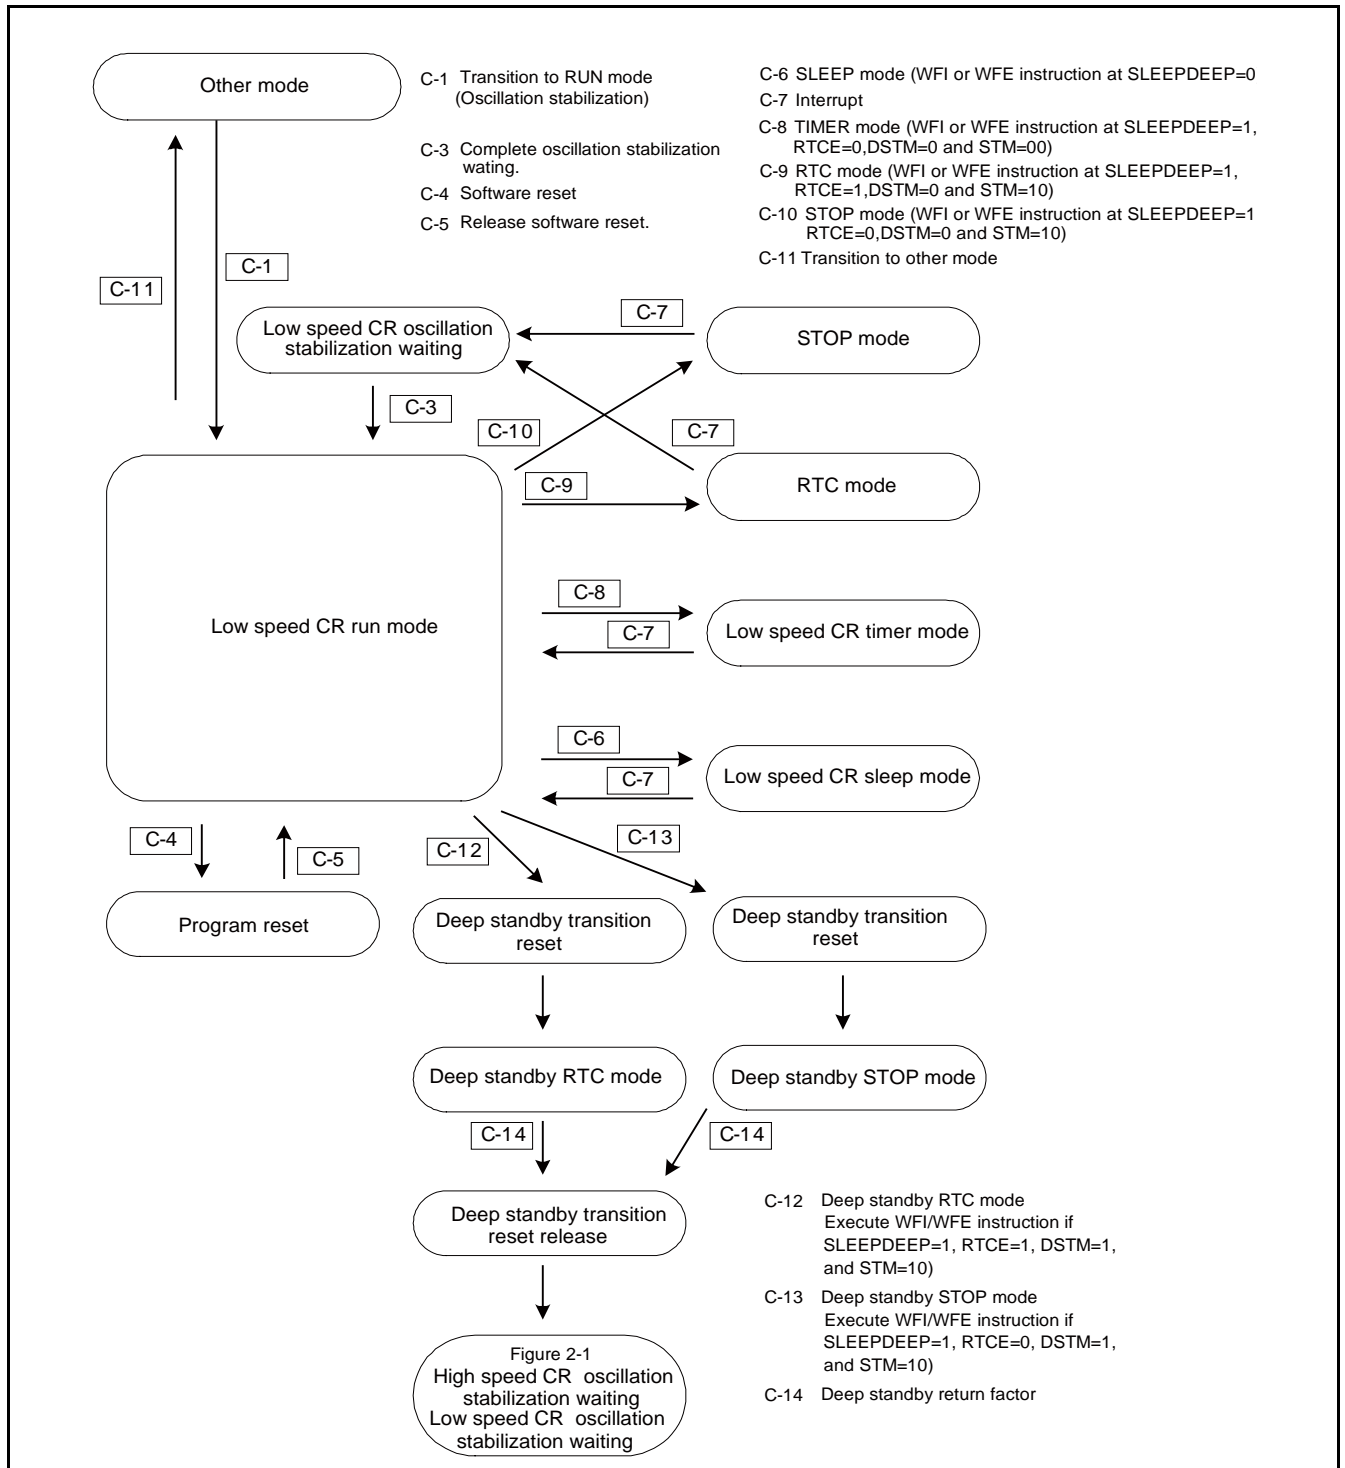 Other mode
C-1 Transition to RUN mode
(Oscillation stabilization)
C-3 Complete oscillation stabilization
wating.
C-4 Software reset
C-5 Release software reset.
C-6 SLEEP mode (WFI or WFE instruction at SLEEPDEEP=0
C-7 Interrupt
C-8 TIMER mode (WFI or WFE instruction at SLEEPDEEP=1,
RTCE=0,DSTM=0 and STM=00)
C-9 RTC mode (WFI or WFE instruction at SLEEPDEEP=1,
RTCE=1,DSTM=0 and STM=10)
C-10 STOP mode (WFI or WFE instruction at SLEEPDEEP=1
RTCE=0,DSTM=0 and STM=10)
C-11 Transition to other mode
C-11
C-1
Low speed CR oscillation
stabilization waiting
C-7
STOP mode
C-3
C-10
C-7
C-9
RTC mode
Low speed CR run mode
C-8
C-7
Low speed CR timer mode
C-6
C-7
Low speed CR sleep mode
C-4
C-5
C-12
C-13
Program reset
Deep standby transition
reset
Deep standby transition
reset
Deep standby RTC mode
Deep standby STOP mode
C-14
C-14
Deep standby transition
reset release
C-12 Deep standby RTC mode
Execute WFI/WFE instruction if
SLEEPDEEP=1, RTCE=1, DSTM=1,
and STM=10)
C-13 Deep standby STOP mode
Execute WFI/WFE instruction if
SLEEPDEEP=1, RTCE=0, DSTM=1,
and STM=10)
C-14 Deep standby return factor
Figure 2-1
High speed CR oscillation
stabilization waiting
Low speed CR oscillation
stabilization waiting